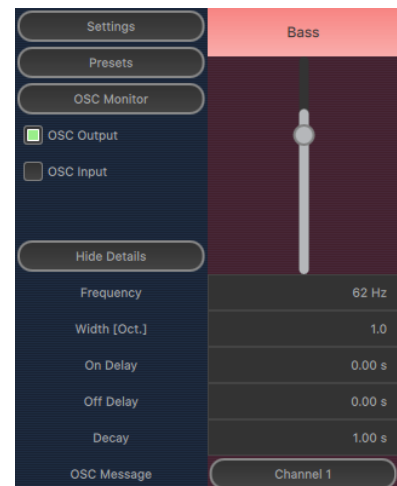 Settings
Bass
Presets
OSC Monitor
OSC Output
OSC Input
Hide Details
Frequency 62 Hz
Width [Oct.] 1.0
On Delay 0.00 s
Off Delay 0.00 s
Decay 1.00 s
OSC Message Channel 1